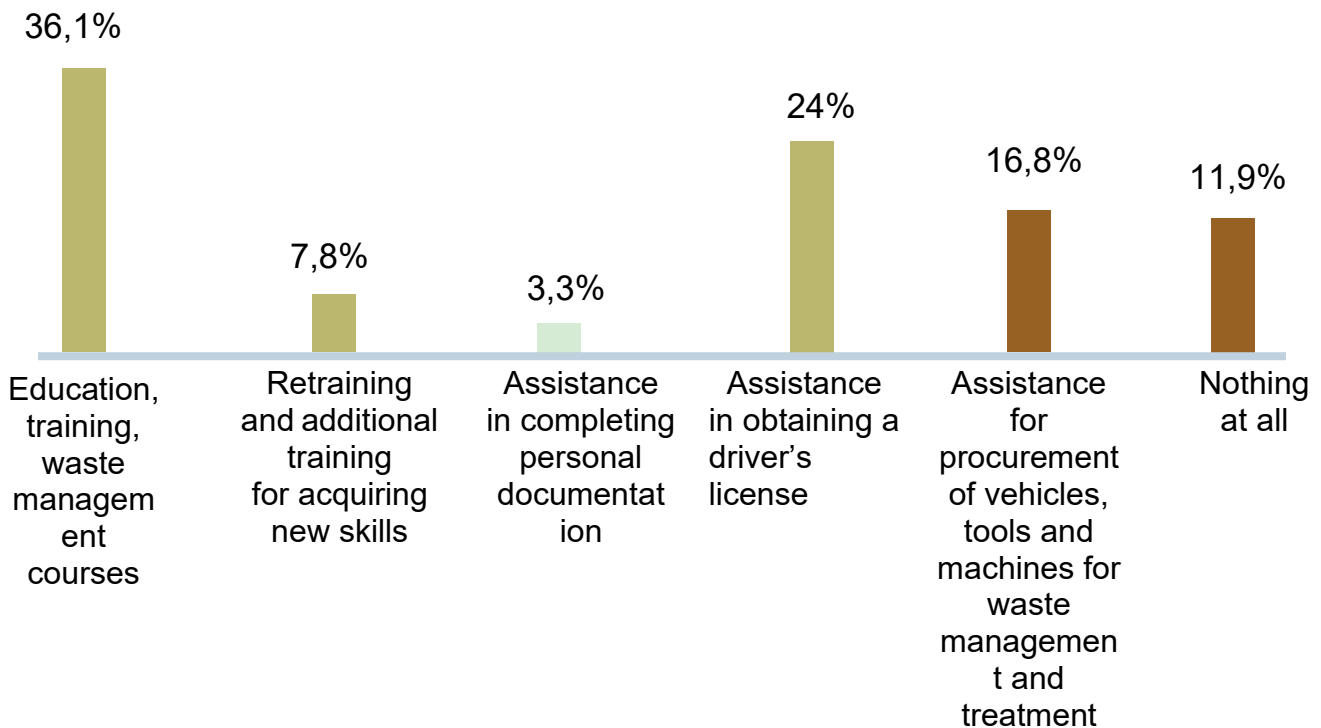 36,1%
24%
16,8%
11,9%
7,8%
3,3%
Education,
training,
waste
managem
ent
courses
Retraining
and additional
training
for acquiring
new skills
Assistance
in completing
personal
documentat
ion
Assistance
in obtaining a
driver's
license
Assistance
for
procurement
of vehicles,
tools and
machines for
waste
managemen
t and
treatment
Nothing
at all